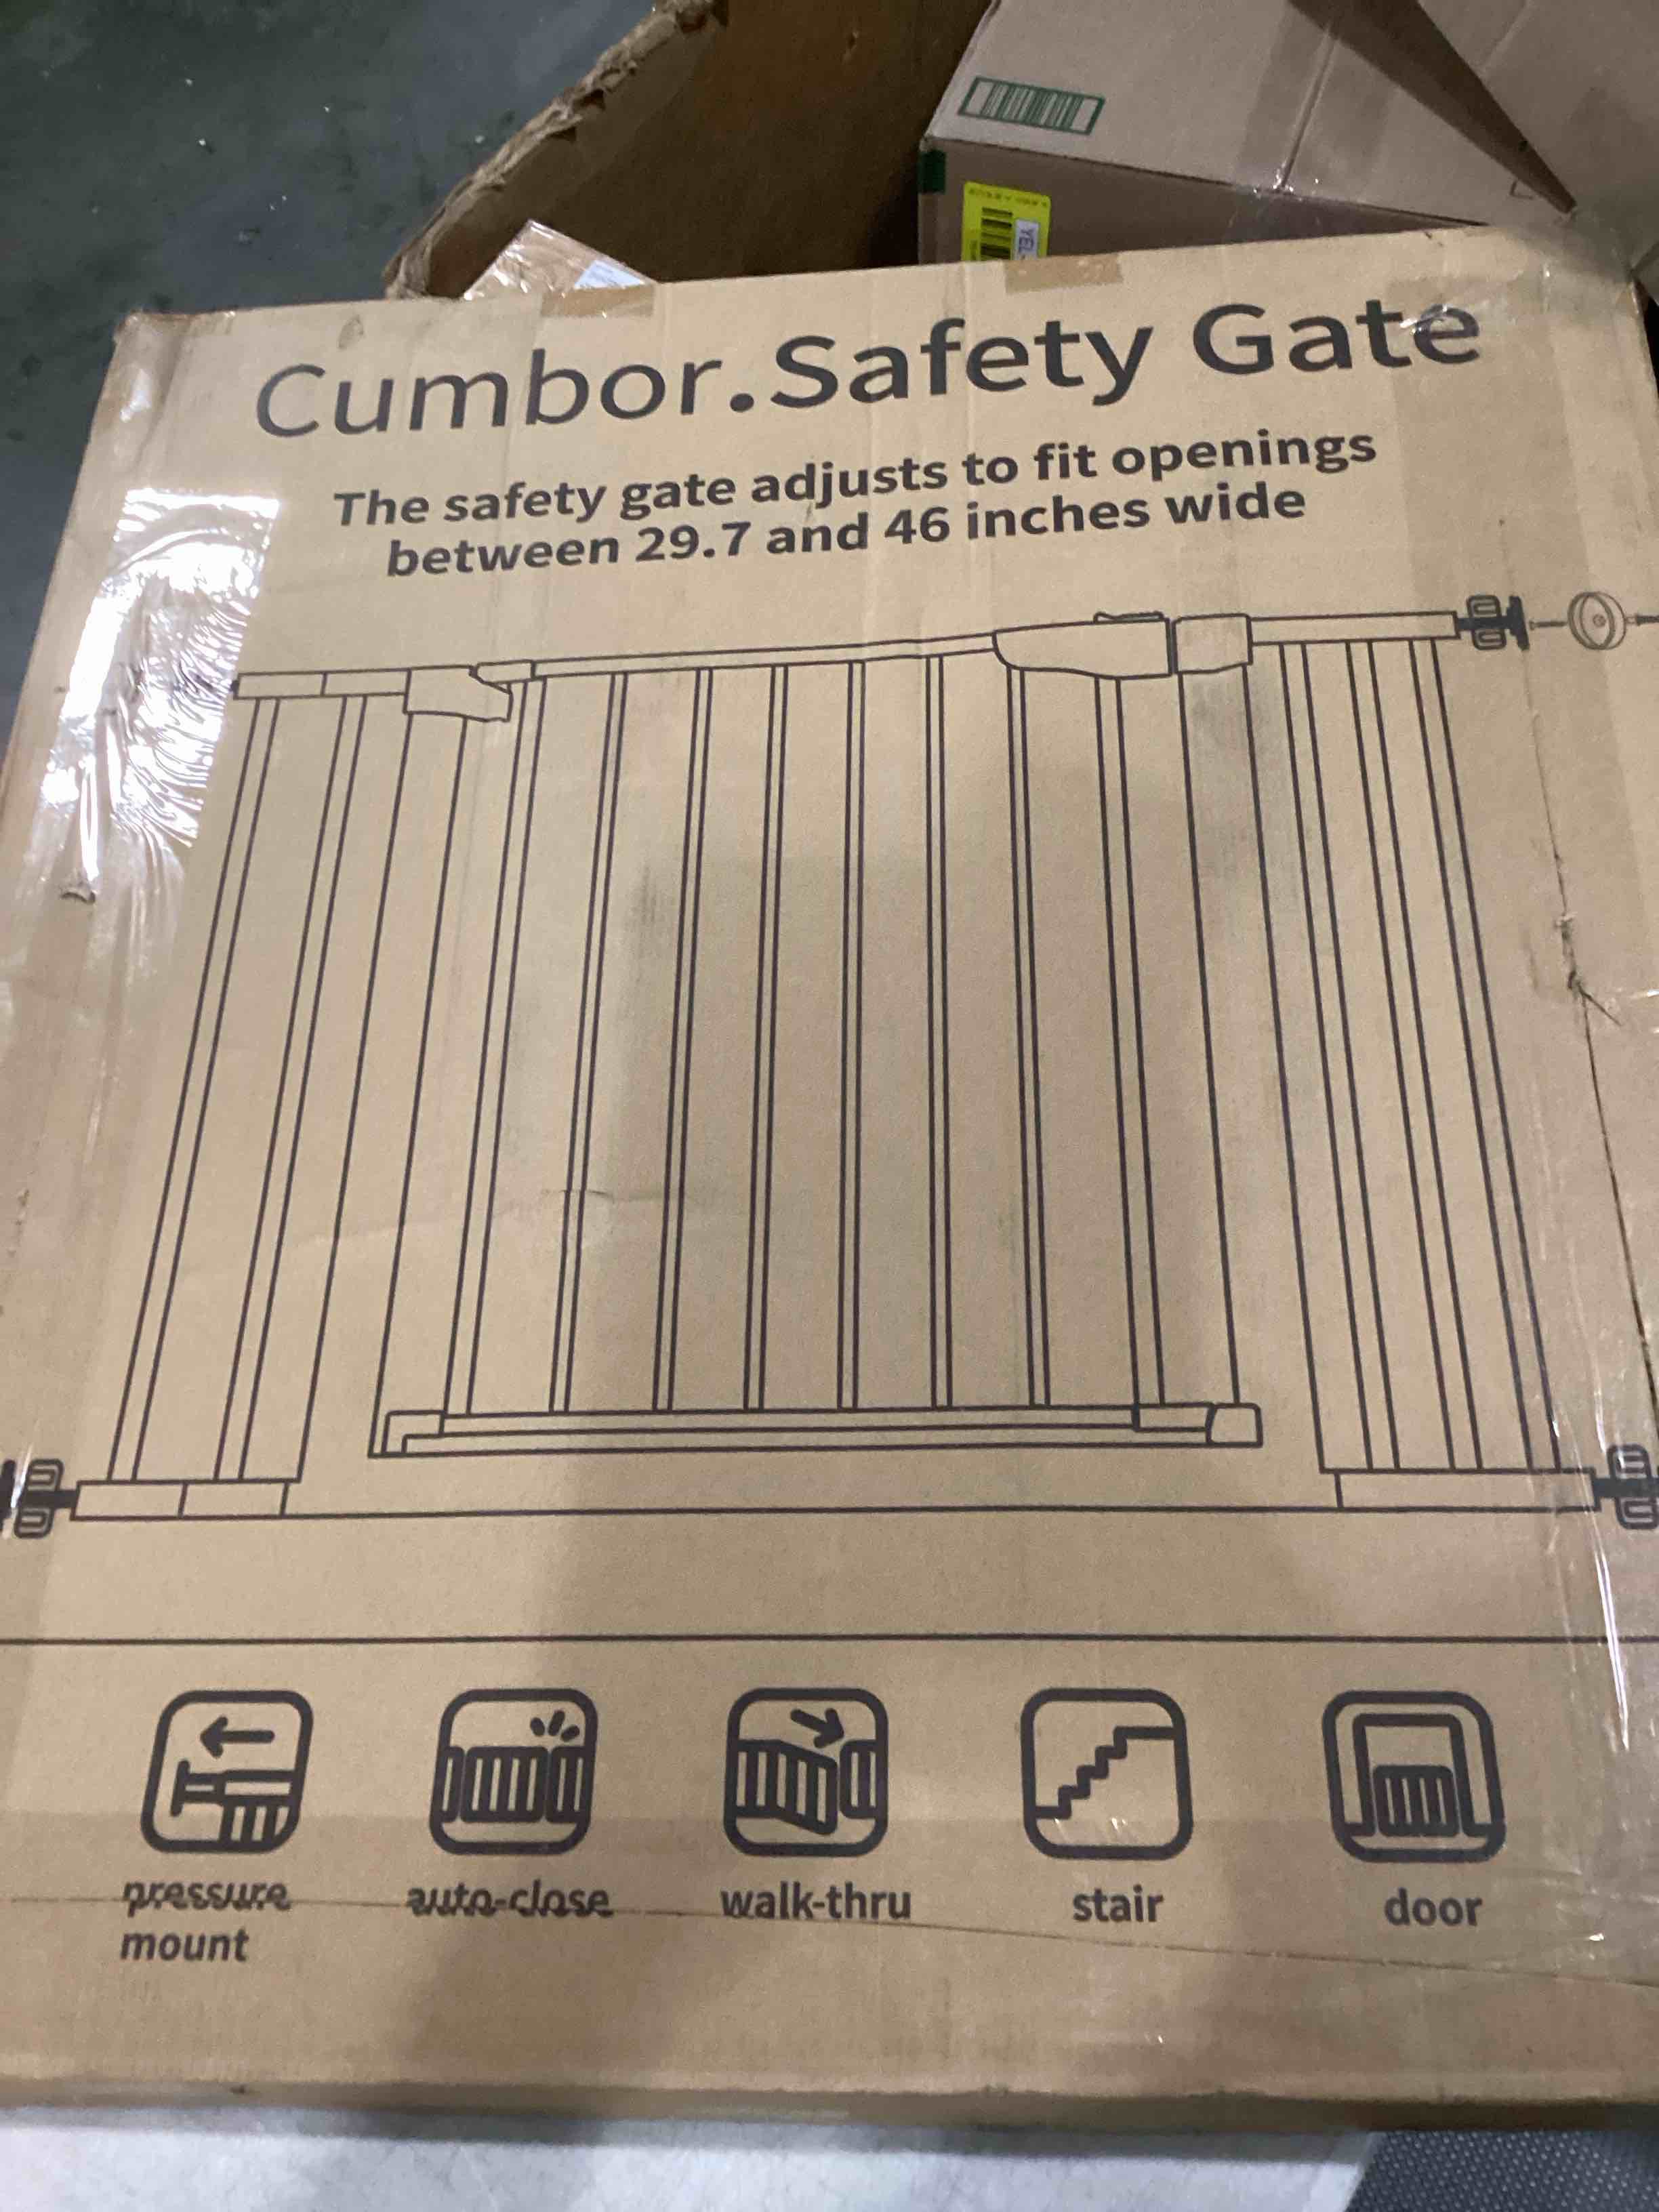 Cumbor.Safety Gate
The safety gate adjusts to fit openings
between 29.7 and 46 inches wide
pressure
mount
auto-close
walk-thru
stair
door